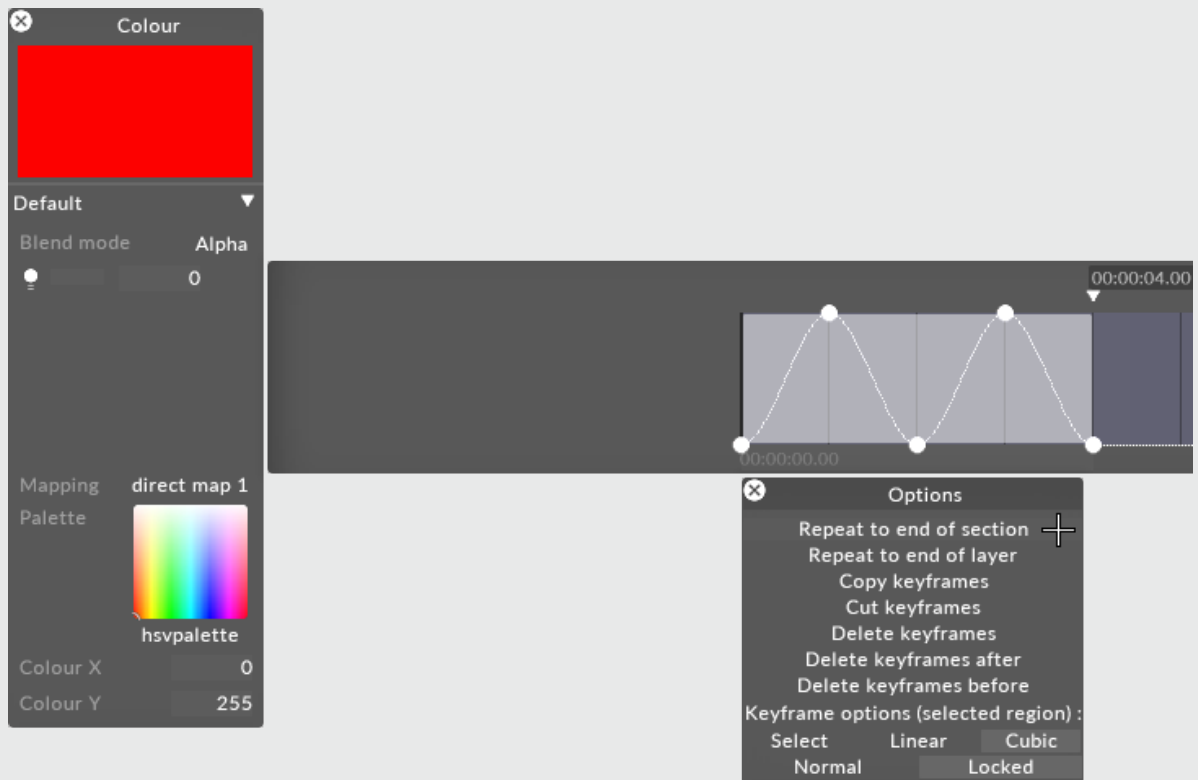 Colour
Default
Blend mode Alpha
0
00:00:04.00
00:00:00.00
Mapping direct map 1
Palette
hsvpalette
Colour X 0
Colour Y 255
Options
Repeat to end of section
Repeat to end of layer
Copy keyframes
Cut keyframes
Delete keyframes
Delete keyframes after
Delete keyframes before
Keyframe options (selected region) :
Select Linear Cubic
Normal Locked